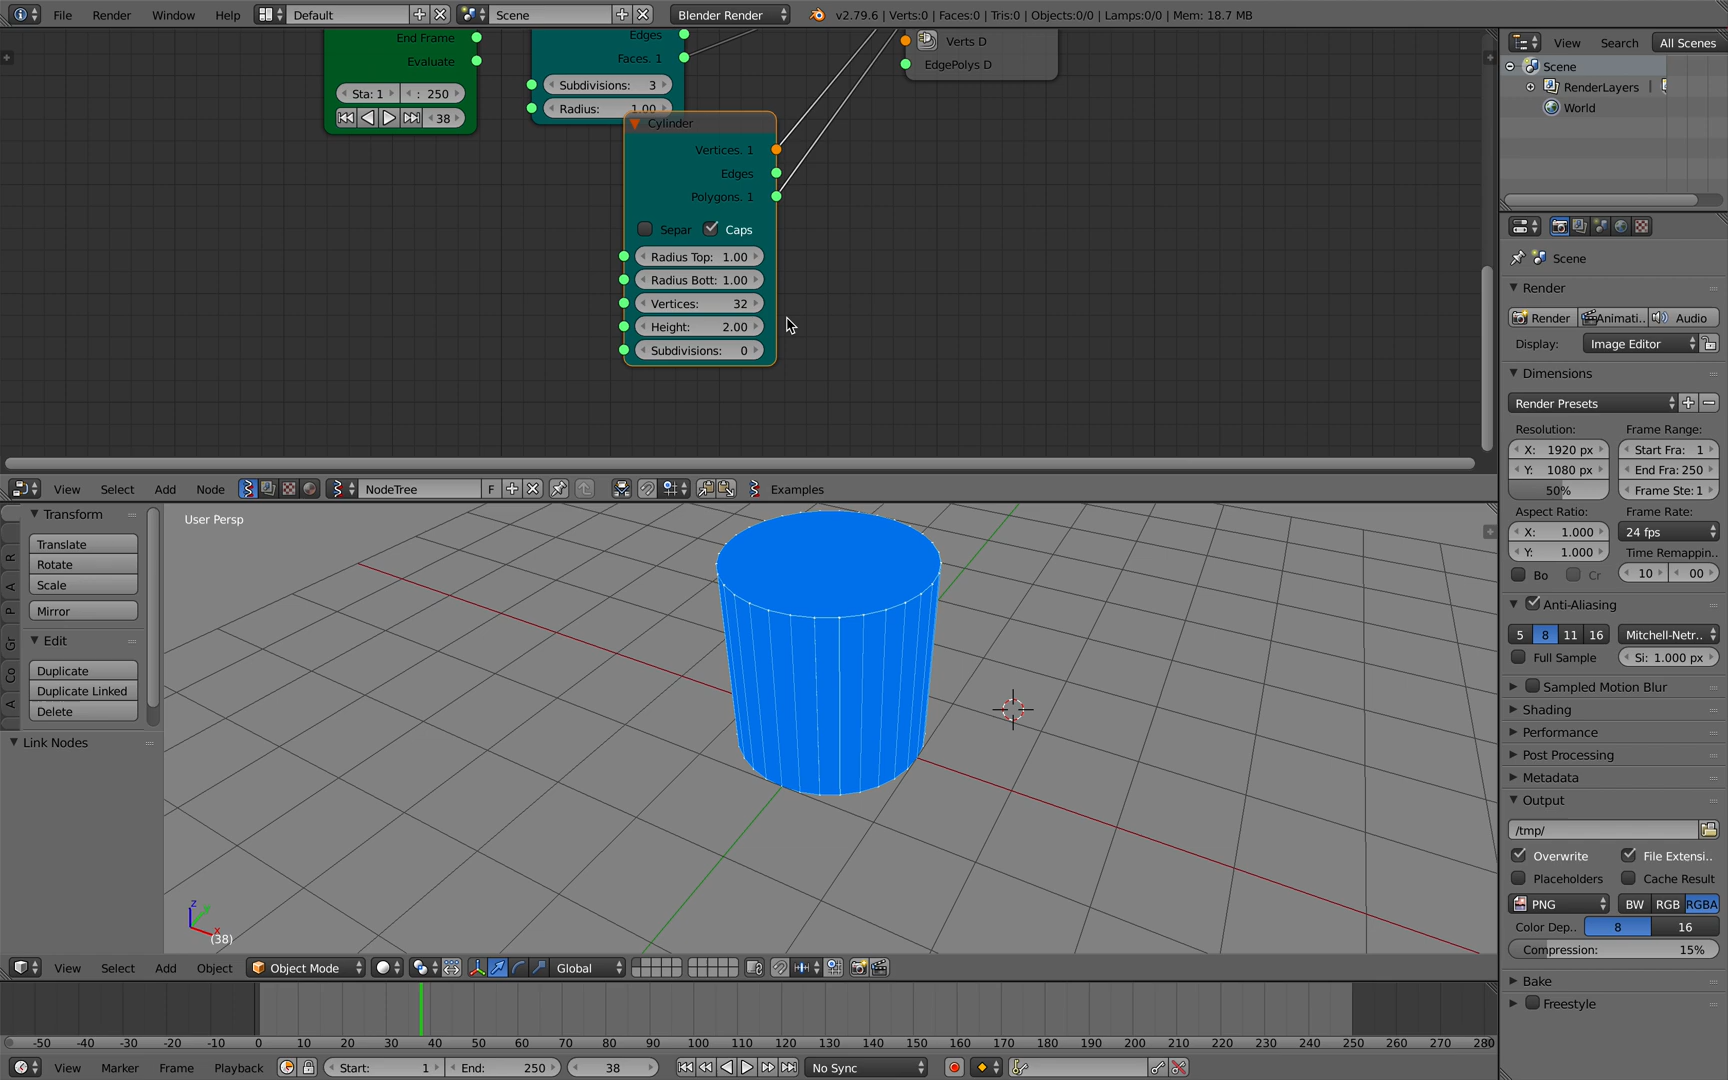 File Render Window Help Default Scene Blender Render v2.79.6 | Verts:0 | Faces:0 | Tris:0 | Objects:0/0 | Lamps:0/0 | Mem: 18.7 MB
End Frame
Evaluate
Sta: 1 : 250
38
Edges
Faces. 1
Subdivisions: 3
Radius: 1.00
Verts D
EdgePolys D
Cylinder
Vertices. 1
Edges
Polygons. 1
Separ Caps
Radius Top: 1.00
Radius Bott: 1.00
Vertices: 32
Height: 2.00
Subdivisions: 0
View Select Add Node NodeTree F Examples
Transform
Translate
Rotate
Scale
Mirror
Edit
Duplicate
Duplicate Linked
Delete
Link Nodes
R
A
P
Gr
Co
A
User Persp
z
x
(38)
View Select Add Object Object Mode Global
-50 -40 -30 -20 -10 0 10 20 30 40 50 60 70 80 90 100 110 120 130 140 150 160 170 180 190 200 210 220 230 240 250 260 270 280
View Marker Frame Playback Start: 1 End: 250 38 No Sync
View Search All Scenes
Scene
RenderLayers
World
Scene
Render
Render Animati.. Audio
Display: Image Editor
Dimensions
Render Presets
Resolution: Frame Range:
X: 1920 px Start Fra: 1
Y: 1080 px End Fra: 250
50% Frame Ste: 1
Aspect Ratio: Frame Rate:
X: 1.000 24 fps
Y: 1.000 Time Remappin..
Bo Cr 10 00
Anti-Aliasing
5 8 11 16 Mitchell-Netr..
Full Sample Si: 1.000 px
Sampled Motion Blur
Shading
Performance
Post Processing
Metadata
Output
/tmp/
Overwrite File Extensi..
Placeholders Cache Result
PNG BW RGB RGBA
Color Dep.. 8 16
Compression: 15%
Bake
Freestyle